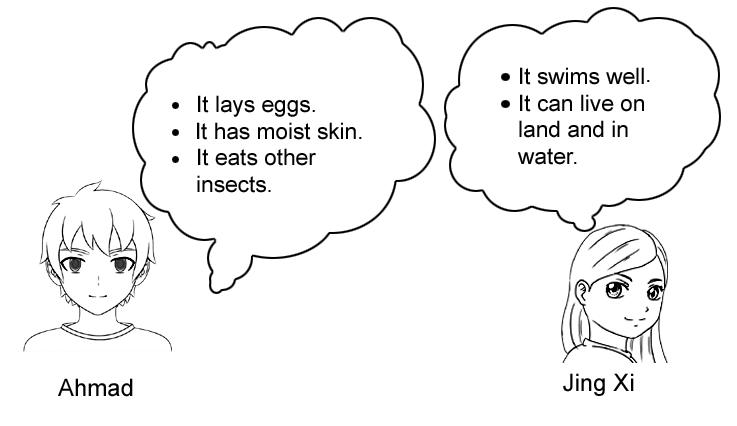 • It lays eggs.
• It has moist skin.
• It eats other
insects.
• It swims well.
• It can live on
land and in
water.
Ahmad
Jing Xi